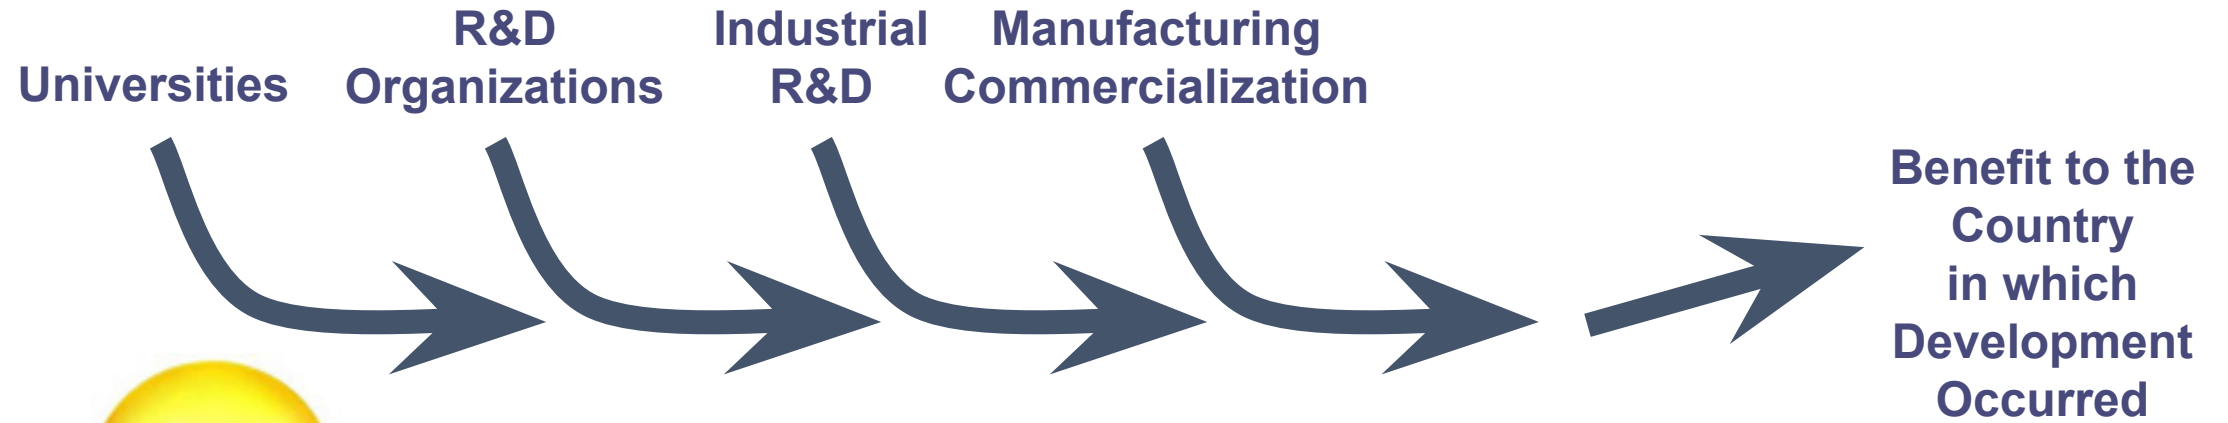 Universities
R&D
Organizations
Industrial
R&D
Manufacturing
Commercialization
Benefit to the
Country
in which
Development
Occurred